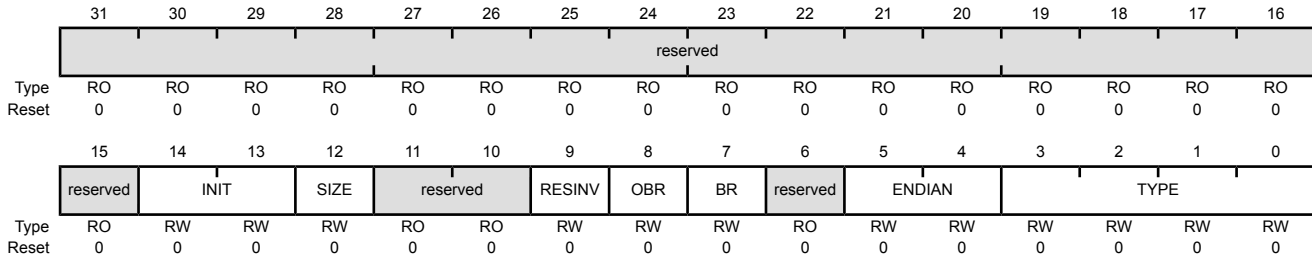 31 30 29 28 27 26 25 24 23 22 21 20 19 18 17 16
reserved
Type RO RO RO RO RO RO RO RO RO RO RO RO RO RO RO RO
Reset 0 0 0 0 0 0 0 0 0 0 0 0 0 0 0 0
15 14 13 12 11 10 9 8 7 6 5 4 3 2 1 0
reserved INIT SIZE reserved RESINV OBR BR reserved ENDIAN TYPE
Type RO RW RW RW RO RO RW RW RW RO RW RW RW RW RW RW
Reset 0 0 0 0 0 0 0 0 0 0 0 0 0 0 0 0